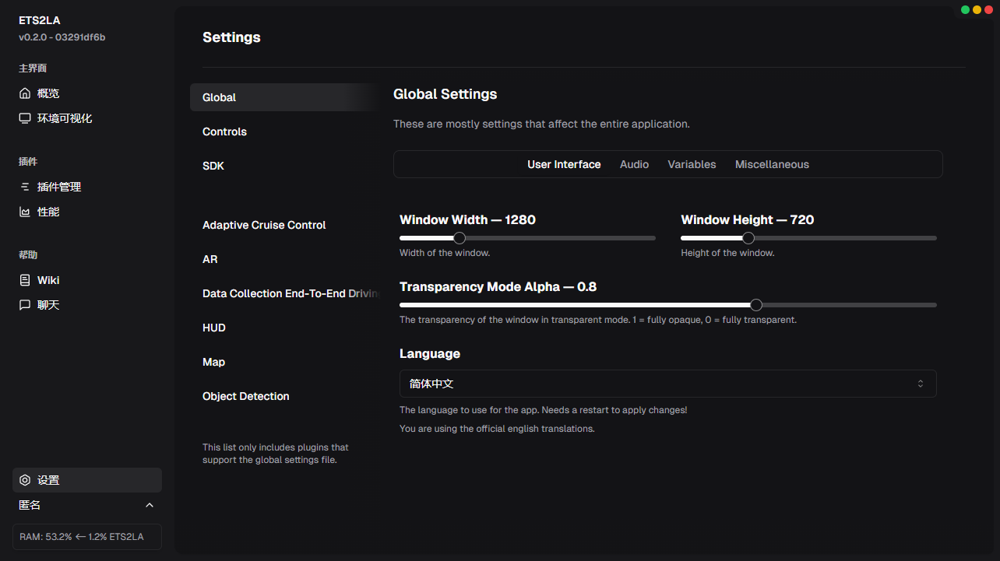 ETS2LA
v0.2.0 - 03291df6b
主界面
概览
环境可视化
插件
插件管理
性能
帮助
Wiki
聊天
设置
匿名
RAM: 53.2% <- 1.2% ETS2LA
Settings
Global
Controls
SDK
Adaptive Cruise Control
AR
Data Collection End-To-End Driving
HUD
Map
Object Detection
This list only includes plugins that
support the global settings file.
Global Settings
These are mostly settings that affect the entire application.
User Interface Audio Variables Miscellaneous
Window Width — 1280
Width of the window.
Window Height — 720
Height of the window.
Transparency Mode Alpha — 0.8
The transparency of the window in transparent mode. 1 = fully opaque, 0 = fully transparent.
Language
简体中文
The language to use for the app. Needs a restart to apply changes!
You are using the official english translations.